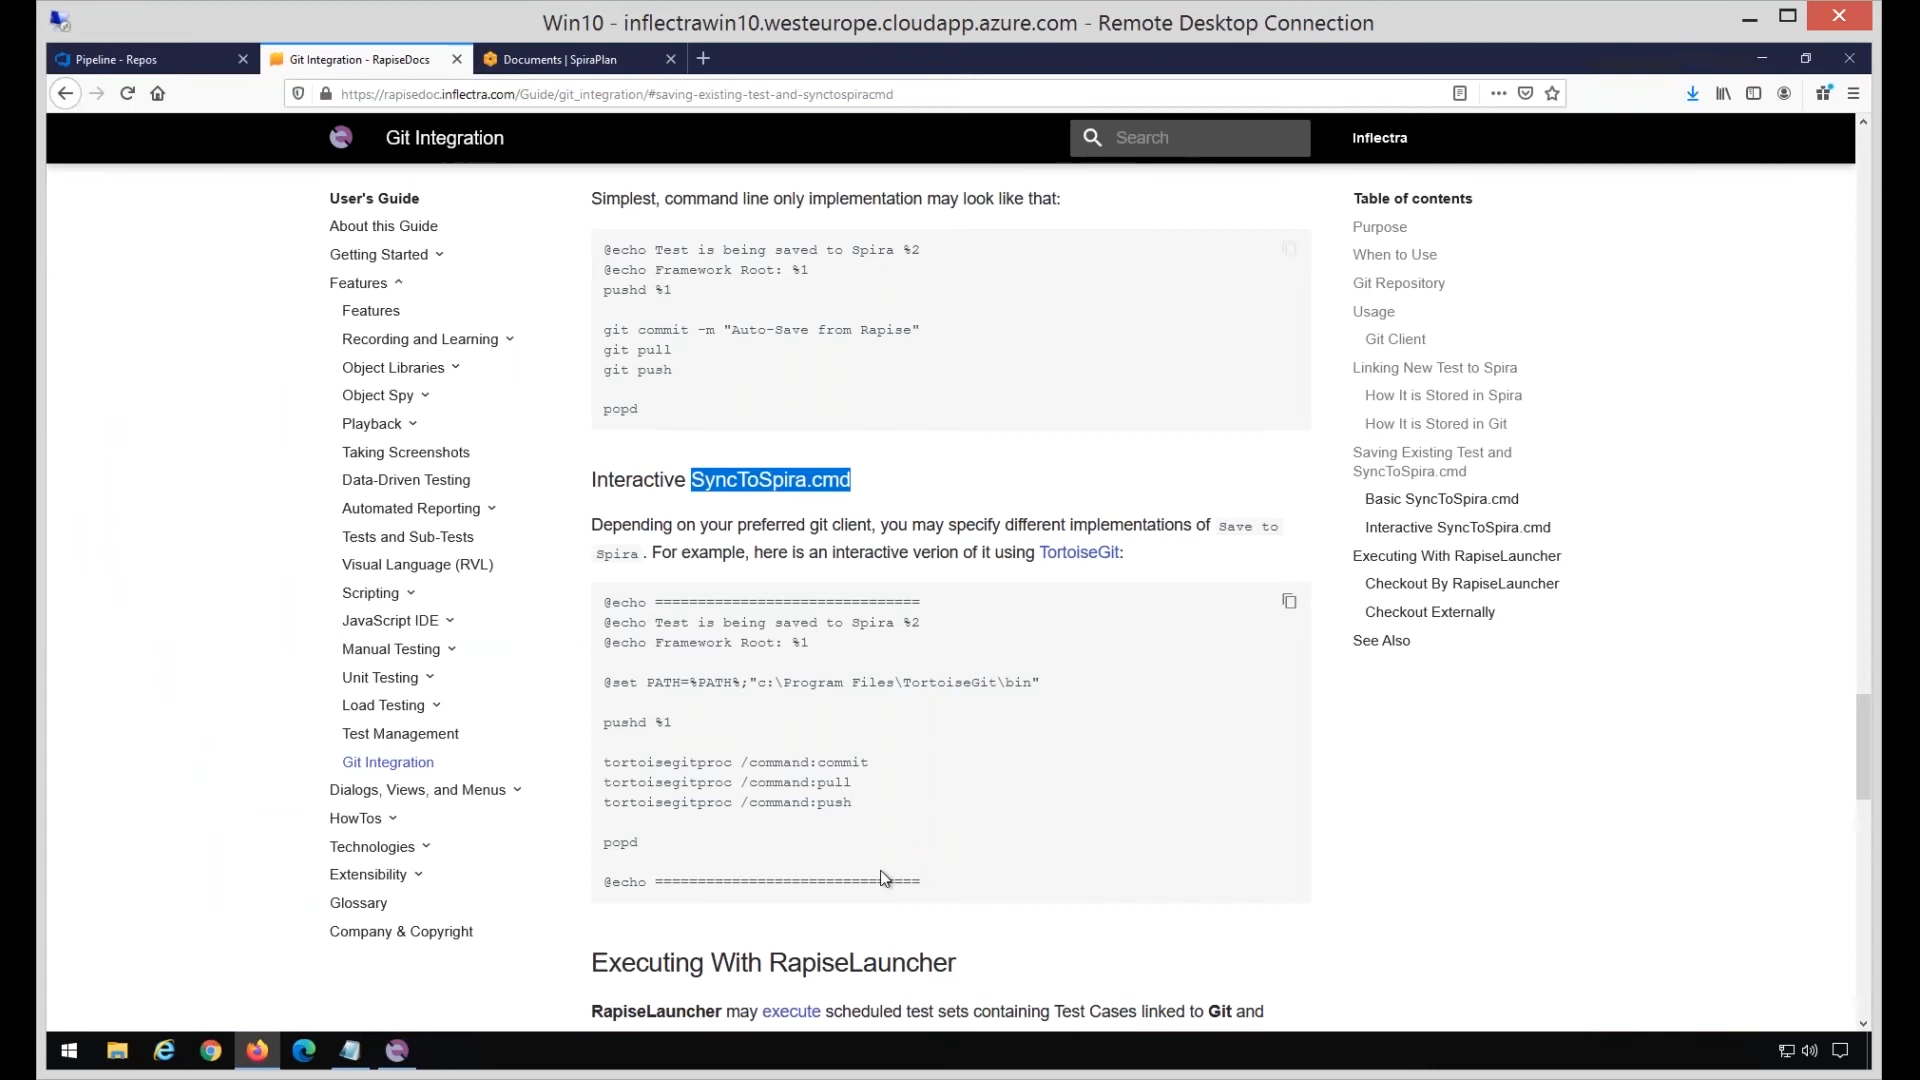 Win10 - inflectrawin10.westeurope.cloudapp.azure.com - Remote Desktop Connection
Pipeline - Repos
Git Integration - RapiseDocs
Documents | SpiraPlan
https://rapisedoc.inflectra.com/Guide/git_integration/#saving-existing-test-and-synctospiracmd
Git Integration
Search
Inflectra
User's Guide
About this Guide
Getting Started
Features
Features
Recording and Learning
Object Libraries
Object Spy
Playback
Taking Screenshots
Data-Driven Testing
Automated Reporting
Tests and Sub-Tests
Visual Language (RVL)
Scripting
JavaScript IDE
Manual Testing
Unit Testing
Load Testing
Test Management
Git Integration
Dialogs, Views, and Menus
HowTos
Technologies
Extensibility
Glossary
Company & Copyright
Simplest, command line only implementation may look like that:
@echo Test is being saved to Spira %2
@echo Framework Root: %1
pushd %1
git commit -m "Auto-Save from Rapise"
git pull
git push
popd
Interactive SyncToSpira.cmd
Depending on your preferred git client, you may specify different implementations of Save to
Spira. For example, here is an interactive verion of it using TortoiseGit:
@echo ===============================
@echo Test is being saved to Spira %2
@echo Framework Root: %1
@set PATH=%PATH%;"c:\Program Files\TortoiseGit\bin"
pushd %1
tortoisegitproc /command:commit
tortoisegitproc /command:pull
tortoisegitproc /command:push
popd
@echo ===============================
Executing With RapiseLauncher
RapiseLauncher may execute scheduled test sets containing Test Cases linked to Git and
Table of contents
Purpose
When to Use
Git Repository
Usage
Git Client
Linking New Test to Spira
How It is Stored in Spira
How It is Stored in Git
Saving Existing Test and
SyncToSpira.cmd
Basic SyncToSpira.cmd
Interactive SyncToSpira.cmd
Executing With RapiseLauncher
Checkout By RapiseLauncher
Checkout Externally
See Also